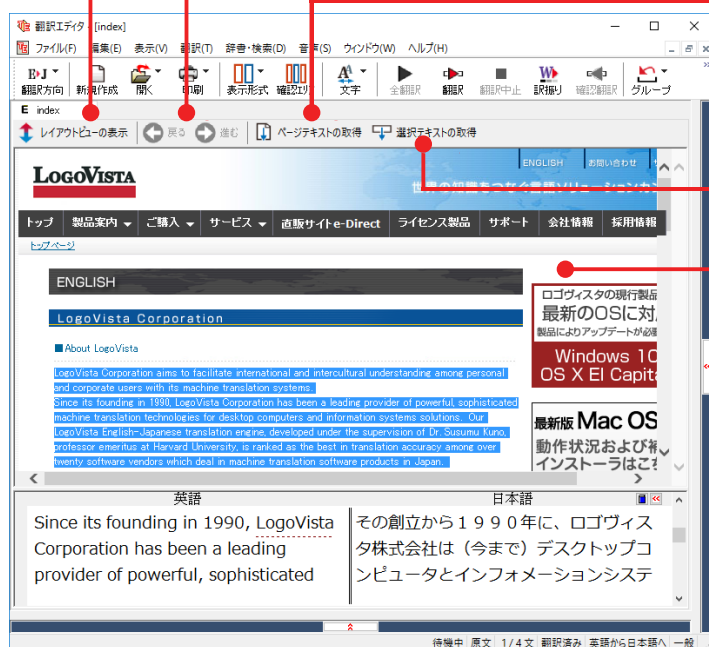 翻訳エディタ - [index]
ファイル(F) 編集(E) 表示(V) 翻訳(T) 辞書・検索(D) 音声(S) ウィンドウ(W) ヘルプ(H)
E›J
翻訳方向 新規作成 開く 印刷 表示形式 確認エリア 文字 全翻訳 翻訳 翻訳中止 訳振り 確認翻訳 グループ
E index
レイアウトビューの表示 戻る 進む ページテキストの取得 選択テキストの取得
ENGLISH お問い合わせ
LOGOVISTA
世界の知識をつなぐ言語ソリューションカン
トップ 製品案内 ご購入 サービス 直販サイトe-Direct ライセンス製品 サポート 会社情報 採用情報
トップページ
ENGLISH
LogoVista Corporation
■About LogoVista
LogoVista Corporation aims to facilitate international and intercultural understanding among personal
and corporate users with its machine translation systems.
Since its founding in 1990, LogoVista Corporation has been a leading provider of powerful, sophisticated
machine translation technologies for desktop computers and information systems solutions. Our
LogoVista English-Japanese translation engine, developed under the supervision of Dr. Susumu Kuno,
professor emeritus at Harvard University, is ranked as the best in translation accuracy among over
twenty software vendors which deal in machine translation software products in Japan.
ロゴヴィスタの現行製品
最新のOSに対
製品によりアップデートが必要
Windows 10
OS X El Capit
最新版 Mac OS
動作状況および
インストーラはこち
英語 日本語
Since its founding in 1990, LogoVista
Corporation has been a leading
provider of powerful, sophisticated
その創立から1990年に、ロゴヴィス
タ株式会社は(今まで)デスクトップコ
ンピュータとインフォメーションシステ
待機中 原文 1/4文 翻訳済み 英語から日本語へ 一般